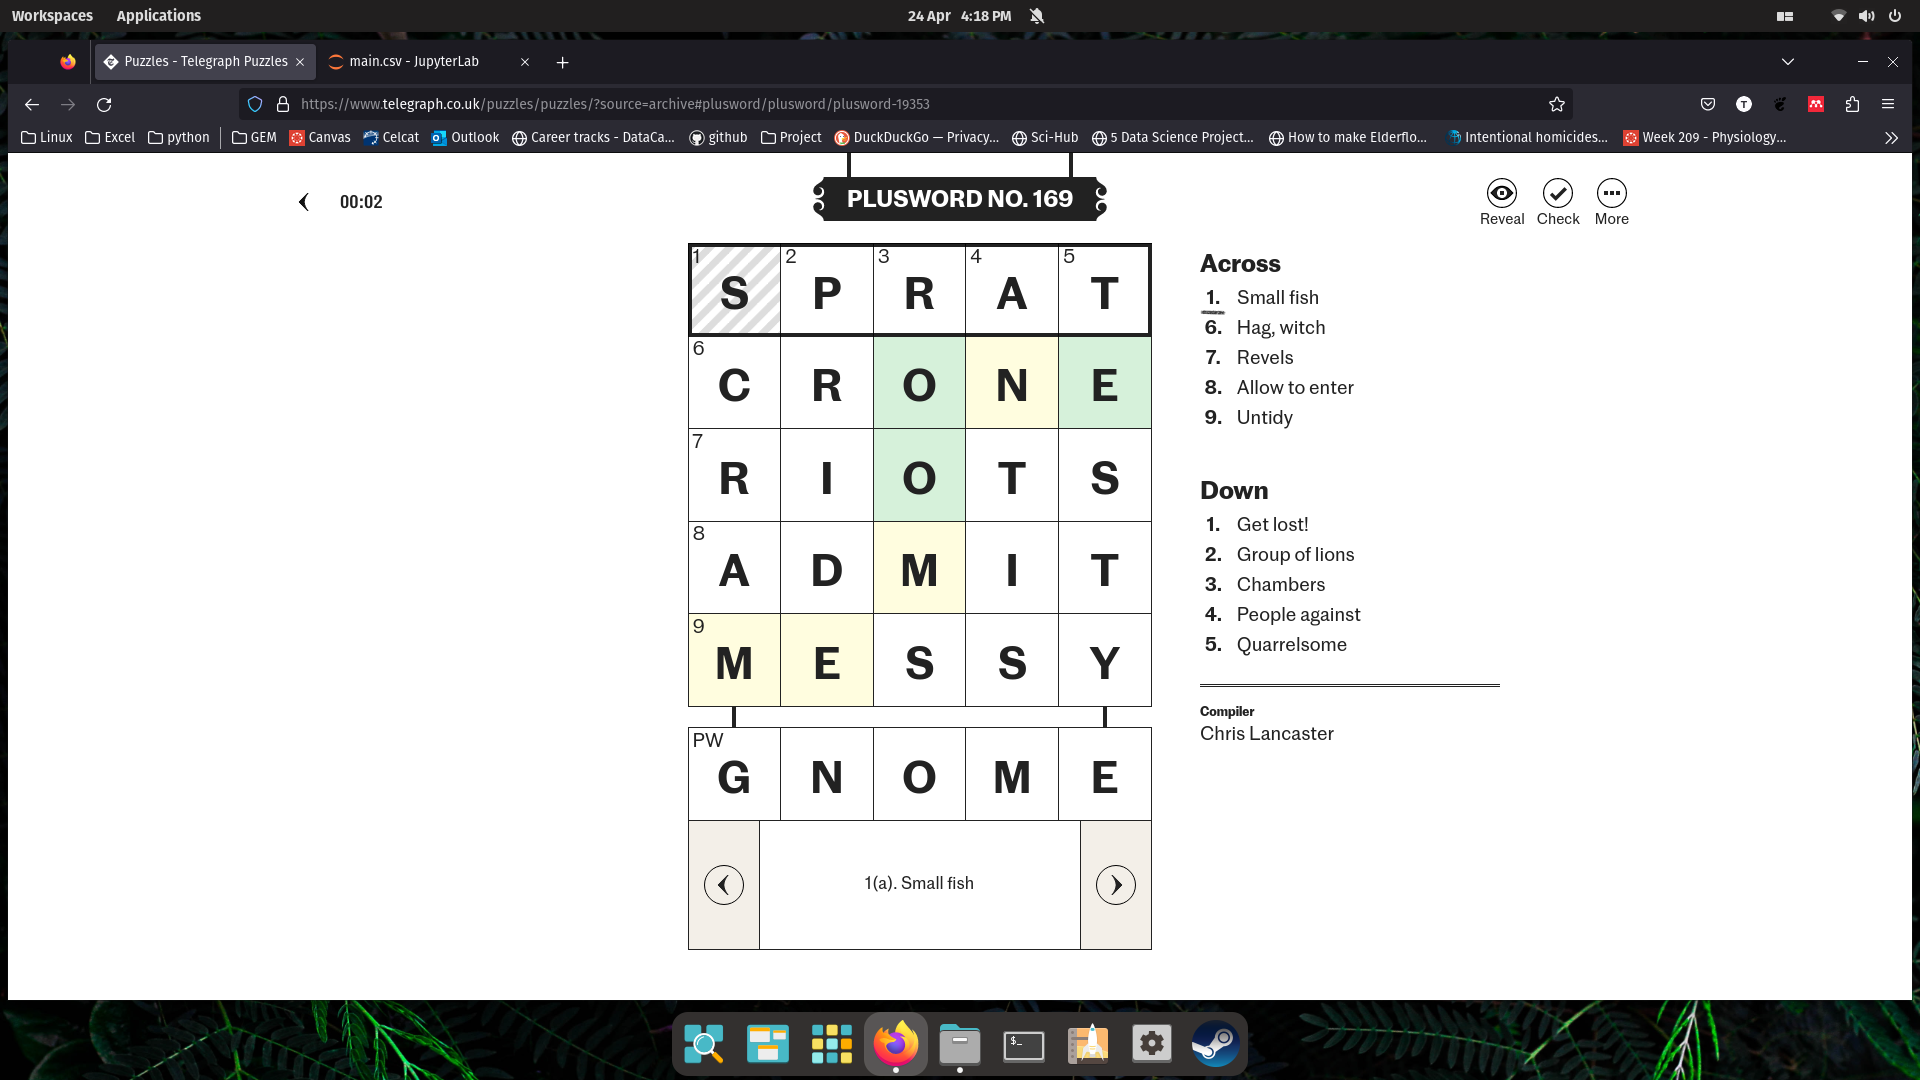 Workspaces Applications 24 Apr 4:18 PM
Puzzles - Telegraph Puzzles main.csv - JupyterLab
https://www.telegraph.co.uk/puzzles/puzzles/?source=archive#plusword/plusword/plusword-19353
Linux Excel python GEM Canvas Celcat Outlook Career tracks - DataCa... github Project DuckDuckGo — Privacy... Sci-Hub 5 Data Science Project... How to make Elderflo... Intentional homicides... Week 209 - Physiology...
00:02
PLUSWORD NO. 169
Reveal Check More
1 S 2 P 3 R 4 A 5 T
6 C R O N E
7 R I O T S
8 A D M I T
9 M E S S Y
PW G N O M E
1(a). Small fish
Across
1. Small fish
6. Hag, witch
7. Revels
8. Allow to enter
9. Untidy
Down
1. Get lost!
2. Group of lions
3. Chambers
4. People against
5. Quarrelsome
Compiler
Chris Lancaster
T
$_